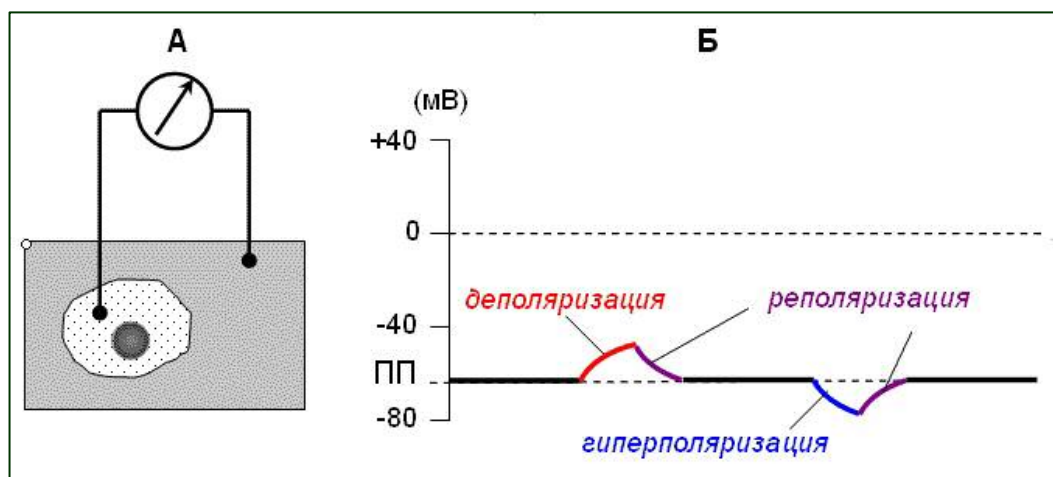 А
Б
(мВ)
+40
0
деполяризация
реполяризация
-40
ПП
-80
гиперполяризация